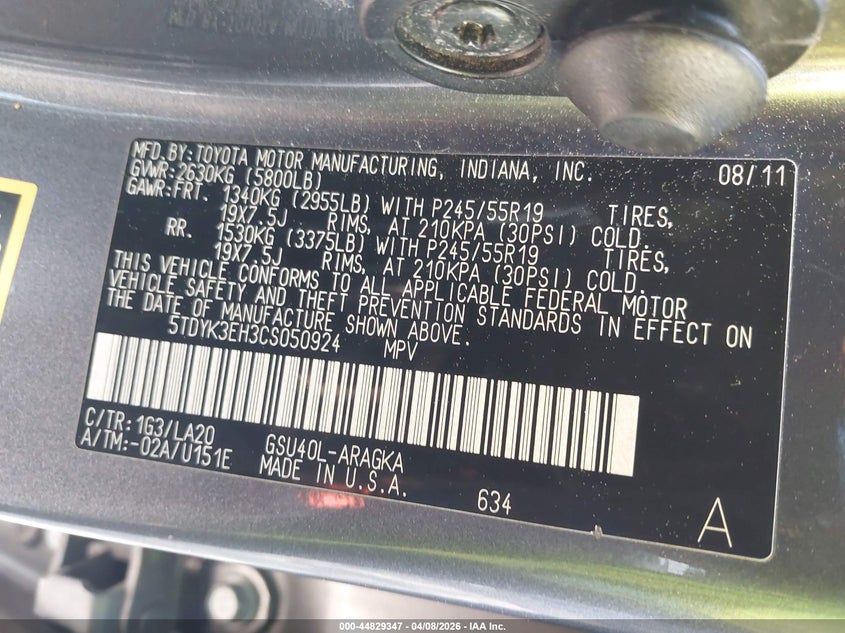 MFD.BY:TOYOTA MOTOR MANUFACTURING, INDIANA, INC. 08/11
GVWR:2630KG (5800LB)
GAWR:FRT. 1340KG (2955LB) WITH P245/55R19 TIRES,
19X7.5J RIMS, AT 210KPA (30PSI) COLD.
RR. 1530KG (3375LB) WITH P245/55R19 TIRES,
19X7.5J RIMS, AT 210KPA (30PSI) COLD.
THIS VEHICLE CONFORMS TO ALL APPLICABLE FEDERAL MOTOR
VEHICLE SAFETY AND THEFT PREVENTION STANDARDS IN EFFECT ON
THE DATE OF MANUFACTURE SHOWN ABOVE.
5TDYK3EH3CS050924 MPV
C/TR:1G3/LA20 GSU40L-ARAGKA
A/TM:-02A/U151E MADE IN U.S.A.
634
A
000-44829347 - 04/08/2026 - IAA Inc.